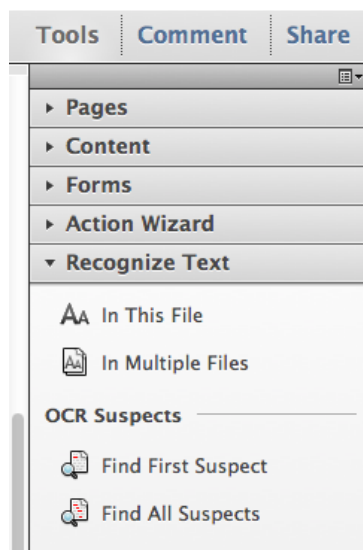 Tools Comment Share
Pages
Content
Forms
Action Wizard
Recognize Text
AA In This File
In Multiple Files
OCR Suspects
Find First Suspect
Find All Suspects